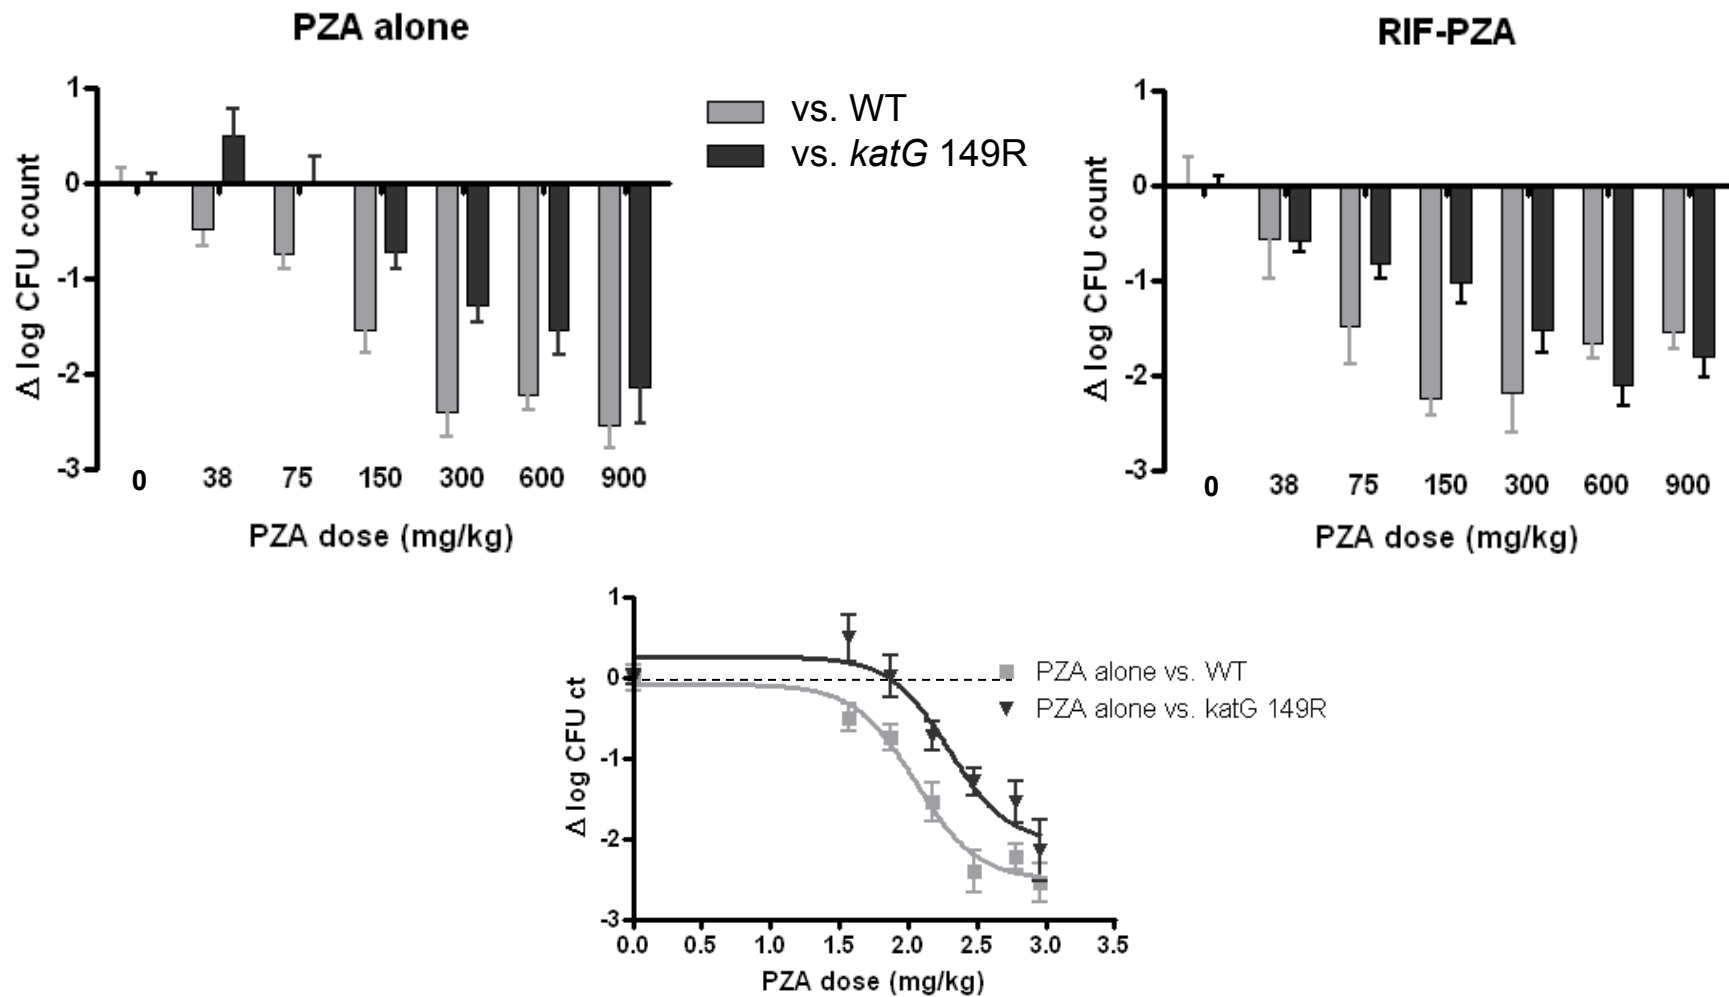 PZA alone
1
0
-1
-2
-3
Δ log CFU count
0 38 75 150 300 600 900
PZA dose (mg/kg)
vs. WT
vs. katG 149R
RIF-PZA
1
0
-1
-2
-3
Δ log CFU count
0 38 75 150 300 600 900
PZA dose (mg/kg)
1
0
-1
-2
-3
Δ log CFU ct
PZA alone vs. WT
PZA alone vs. katG 149R
0.0 0.5 1.0 1.5 2.0 2.5 3.0 3.5
PZA dose (mg/kg)